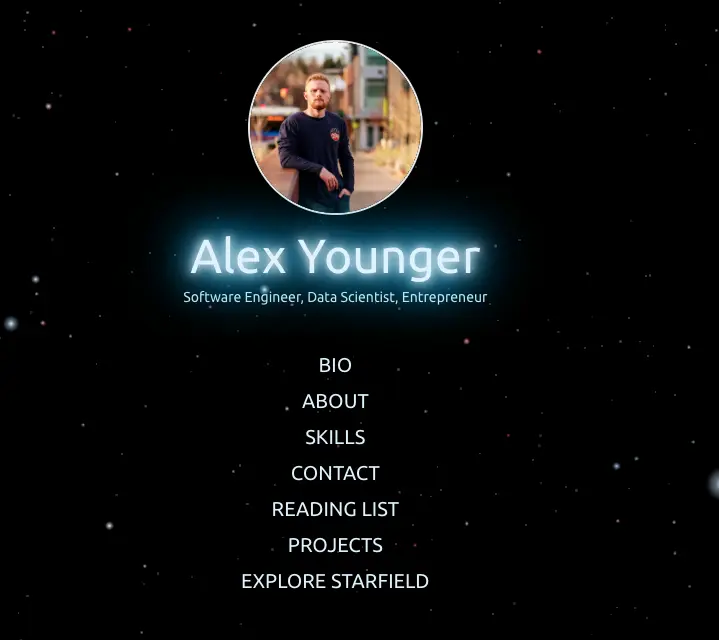 Alex Younger
Software Engineer, Data Scientist, Entrepreneur
BIO
ABOUT
SKILLS
CONTACT
READING LIST
PROJECTS
EXPLORE STARFIELD